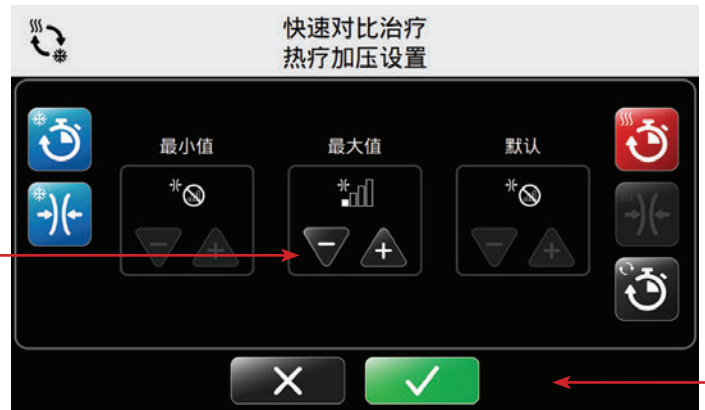 快速对比治疗
热疗加压设置
最小值
最大值
默认